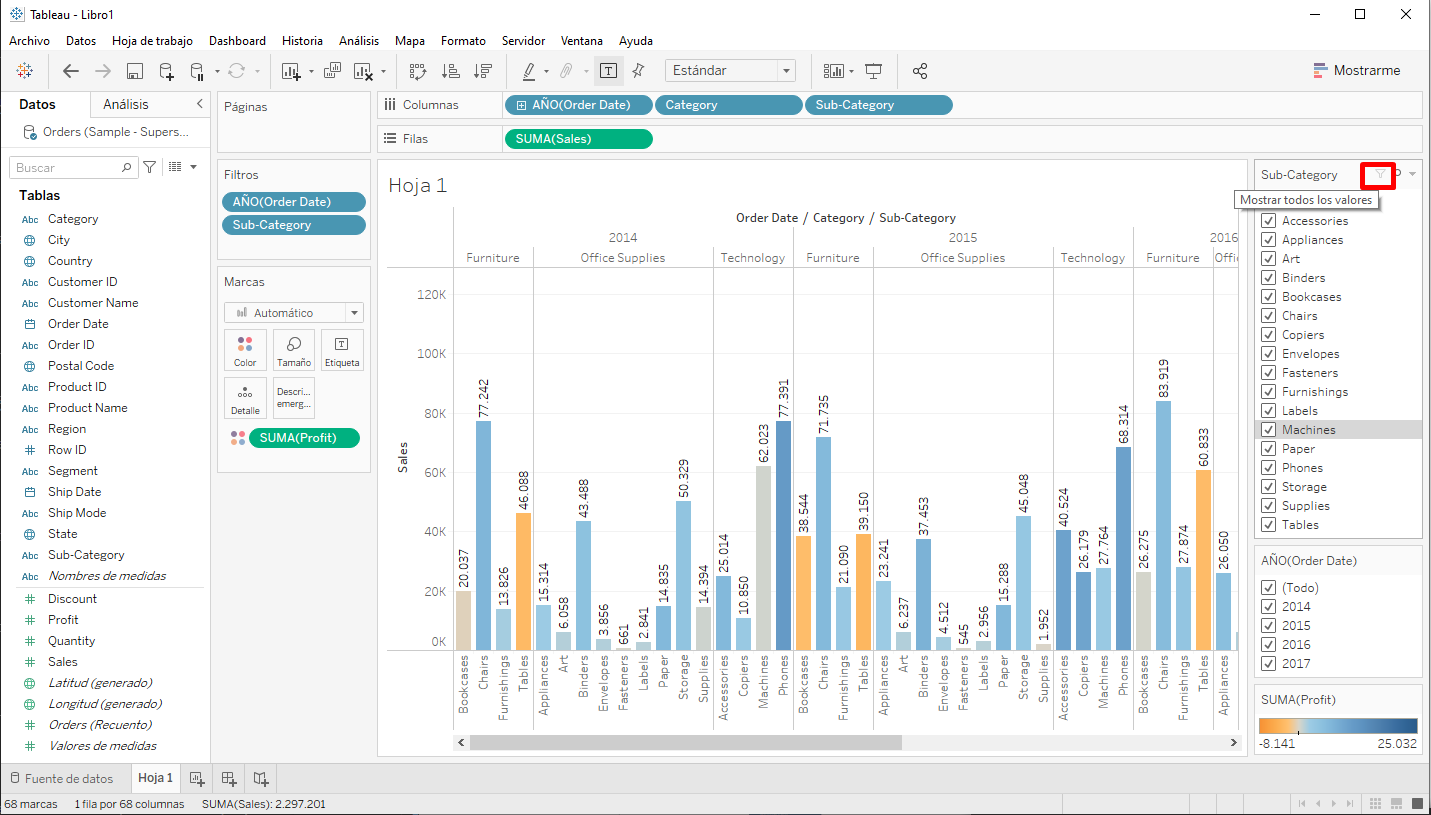 Tableau - Libro1
Archivo Datos Hoja de trabajo Dashboard Historia Análisis Mapa Formato Servidor Ventana Ayuda
Estándar
Mostrarme
Datos
Análisis
Orders (Sample - Supers...
Buscar
Tablas
Abc Category
City
Country
Abc Customer ID
Abc Customer Name
Order Date
Abc Order ID
Postal Code
Abc Product ID
Abc Product Name
Abc Region
Row ID
Abc Segment
Ship Date
Abc Ship Mode
State
Abc Sub-Category
Abc Nombres de medidas
Discount
Profit
Quantity
Sales
Latitud (generado)
Longitud (generado)
Orders (Recuento)
Valores de medidas
Páginas
Filtros
AÑO(Order Date)
Sub-Category
Marcas
Automático
Color
Tamaño
Etiqueta
Detalle
Descri...
emerg...
SUMA(Profit)
Columnas
AÑO(Order Date)
Category
Sub-Category
Filas
SUMA(Sales)
Hoja 1
Order Date / Category / Sub-Category
2014 2015 2016
Furniture Office Supplies Technology Furniture Office Supplies Technology Furniture Offic
Sales
120K
100K
80K
60K
40K
20K
0K
20.037
77.242
13.826
46.088
15.314
6.058
43.488
3.856
661
2.841
14.835
50.329
14.394
25.014
10.850
62.023
77.391
38.544
71.735
21.090
39.150
23.241
6.237
37.453
4.512
545
2.956
15.288
45.048
1.952
40.524
26.179
27.764
68.314
26.275
83.919
27.874
60.833
26.050
Bookcases
Chairs
Furnishings
Tables
Appliances
Art
Binders
Envelopes
Fasteners
Labels
Paper
Storage
Supplies
Accessories
Copiers
Machines
Phones
Bookcases
Chairs
Furnishings
Tables
Appliances
Art
Binders
Envelopes
Fasteners
Labels
Paper
Storage
Supplies
Accessories
Copiers
Machines
Phones
Bookcases
Chairs
Furnishings
Tables
Appliances
Sub-Category
Mostrar todos los valores
Accessories
Appliances
Art
Binders
Bookcases
Chairs
Copiers
Envelopes
Fasteners
Furnishings
Labels
Machines
Paper
Phones
Storage
Supplies
Tables
AÑO(Order Date)
(Todo)
2014
2015
2016
2017
SUMA(Profit)
-8.141 25.032
Fuente de datos
Hoja 1
68 marcas 1 fila por 68 columnas SUMA(Sales): 2.297.201